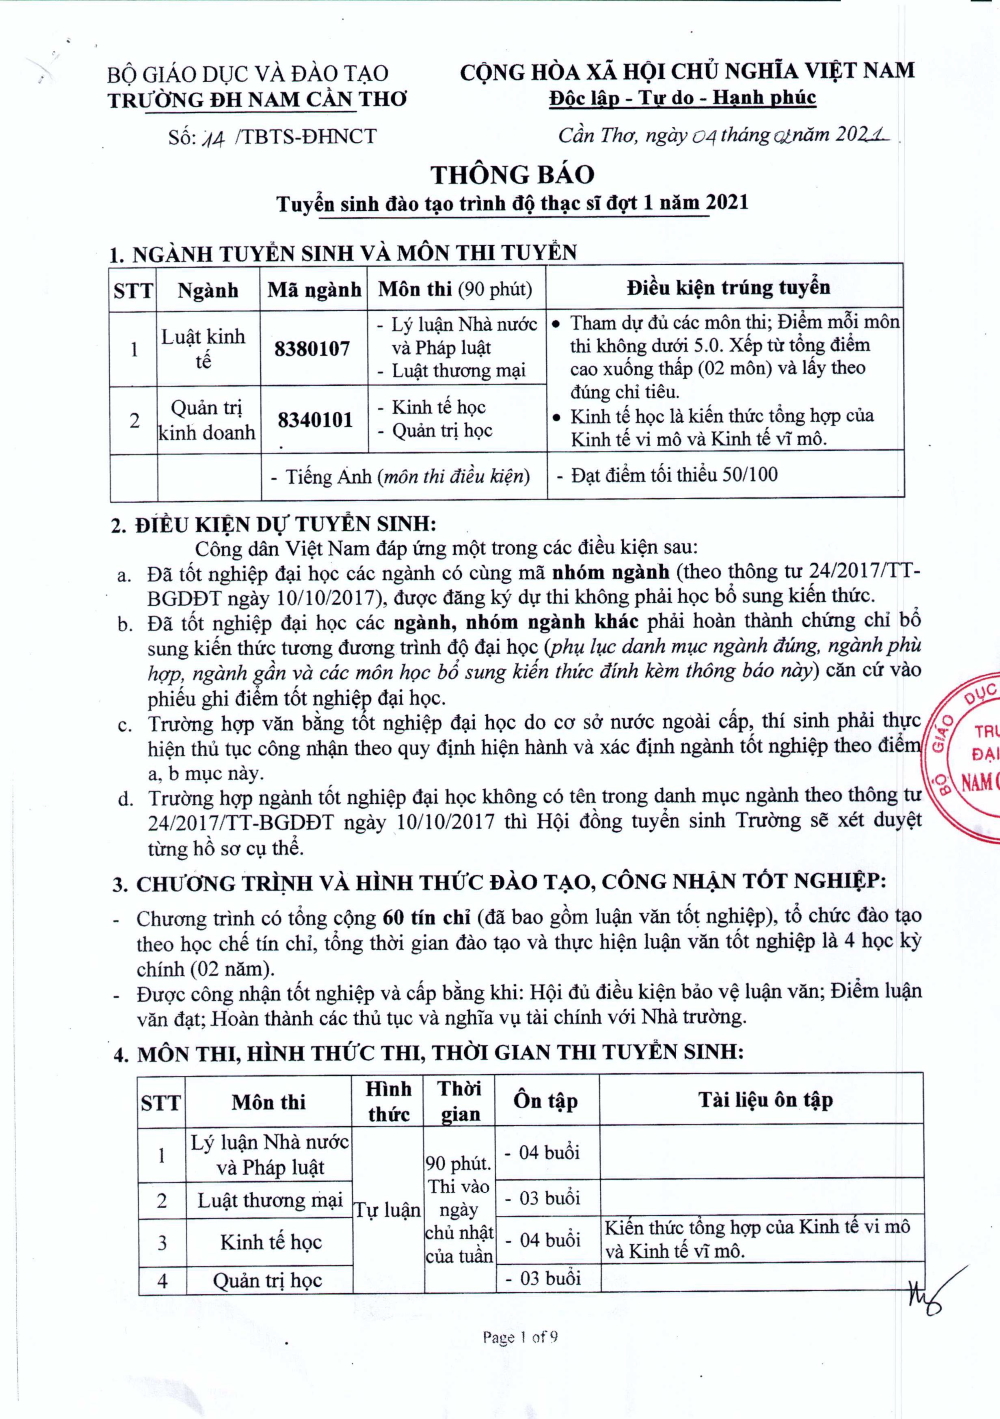 BỘ GIÁO DỤC VÀ ĐÀO TẠO
TRƯỜNG ĐH NAM CẦN THƠ
CỘNG HÒA XÃ HỘI CHỦ NGHĨA VIỆT NAM
Độc lập - Tự do - Hạnh phúc
Số: 14 /TBTS-ĐHNCT
Cần Thơ, ngày 04 tháng 02 năm 2021
THÔNG BÁO
Tuyển sinh đào tạo trình độ thạc sĩ đợt 1 năm 2021
1. NGÀNH TUYỂN SINH VÀ MÔN THI TUYỂN
STT Ngành Mã ngành Môn thi (90 phút) Điều kiện trúng tuyển
1 Luật kinh tế 8380107
- Lý luận Nhà nước
và Pháp luật
- Luật thương mại
• Tham dự đủ các môn thi; Điểm mỗi môn
thi không dưới 5.0. Xếp từ tổng điểm
cao xuống thấp (02 môn) và lấy theo
đúng chỉ tiêu.
2 Quản trị kinh doanh 8340101
- Kinh tế học
- Quản trị học
• Kinh tế học là kiến thức tổng hợp của
Kinh tế vi mô và Kinh tế vĩ mô.
- Tiếng Anh (môn thi điều kiện) - Đạt điểm tối thiểu 50/100
2. ĐIỀU KIỆN DỰ TUYỂN SINH:
Công dân Việt Nam đáp ứng một trong các điều kiện sau:
a. Đã tốt nghiệp đại học các ngành có cùng mã nhóm ngành (theo thông tư 24/2017/TT-
BGDĐT ngày 10/10/2017), được đăng ký dự thi không phải học bổ sung kiến thức.
b. Đã tốt nghiệp đại học các ngành, nhóm ngành khác phải hoàn thành chứng chỉ bổ
sung kiến thức tương đương trình độ đại học (phụ lục danh mục ngành đúng, ngành phù
hợp, ngành gần và các môn học bổ sung kiến thức đính kèm thông báo này) căn cứ vào
phiếu ghi điểm tốt nghiệp đại học.
c. Trường hợp văn bằng tốt nghiệp đại học do cơ sở nước ngoài cấp, thí sinh phải thực
hiện thủ tục công nhận theo quy định hiện hành và xác định ngành tốt nghiệp theo điểm
a, b mục này.
d. Trường hợp ngành tốt nghiệp đại học không có tên trong danh mục ngành theo thông tư
24/2017/TT-BGDĐT ngày 10/10/2017 thì Hội đồng tuyển sinh Trường sẽ xét duyệt
từng hồ sơ cụ thể.
BỘ GIÁO DỤC
TRƯ
ĐẠI
NAM C
3. CHƯƠNG TRÌNH VÀ HÌNH THỨC ĐÀO TẠO, CÔNG NHẬN TỐT NGHIỆP:
- Chương trình có tổng cộng 60 tín chỉ (đã bao gồm luận văn tốt nghiệp), tổ chức đào tạo
theo học chế tín chỉ, tổng thời gian đào tạo và thực hiện luận văn tốt nghiệp là 4 học kỳ
chính (02 năm).
- Được công nhận tốt nghiệp và cấp bằng khi: Hội đủ điều kiện bảo vệ luận văn; Điểm luận
văn đạt; Hoàn thành các thủ tục và nghĩa vụ tài chính với Nhà trường.
4. MÔN THI, HÌNH THỨC THI, THỜI GIAN THI TUYỂN SINH:
STT Môn thi Hình thức Thời gian Ôn tập Tài liệu ôn tập
1 Lý luận Nhà nước
và Pháp luật
- 04 buổi
2 Luật thương mại - 03 buổi
Tự luận
90 phút.
Thi vào
ngày
chủ nhật
của tuần
3 Kinh tế học - 04 buổi
Kiến thức tổng hợp của Kinh tế vi mô
và Kinh tế vĩ mô.
4 Quản trị học - 03 buổi
Page 1 of 9